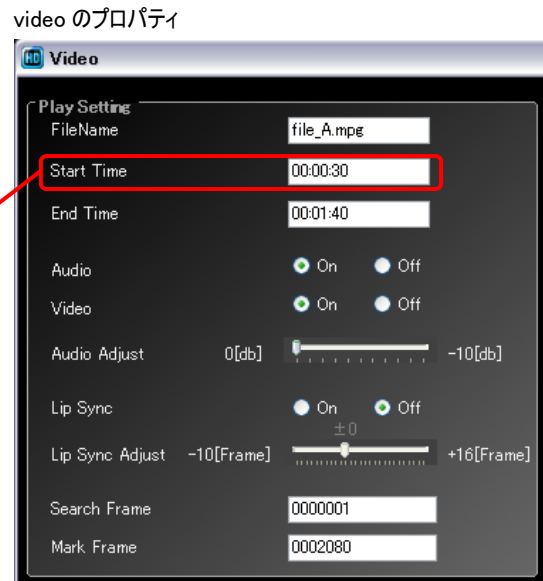 video のプロパティ
HD Video
Play Setting
FileName file_A.mpg
Start Time 00:00:30
End Time 00:01:40
Audio On Off
Video On Off
Audio Adjust 0[db] -10[db]
Lip Sync On Off
±0
Lip Sync Adjust -10[Frame] +16[Frame]
Search Frame 0000001
Mark Frame 0002080